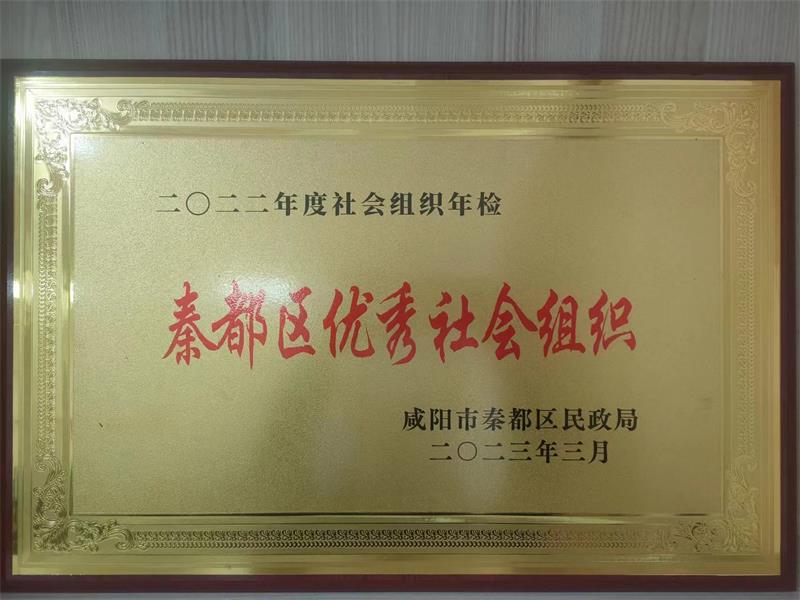 二〇二二年度社会组织年检
秦都区优秀社会组织
咸阳市秦都区民政局
二〇二三年三月